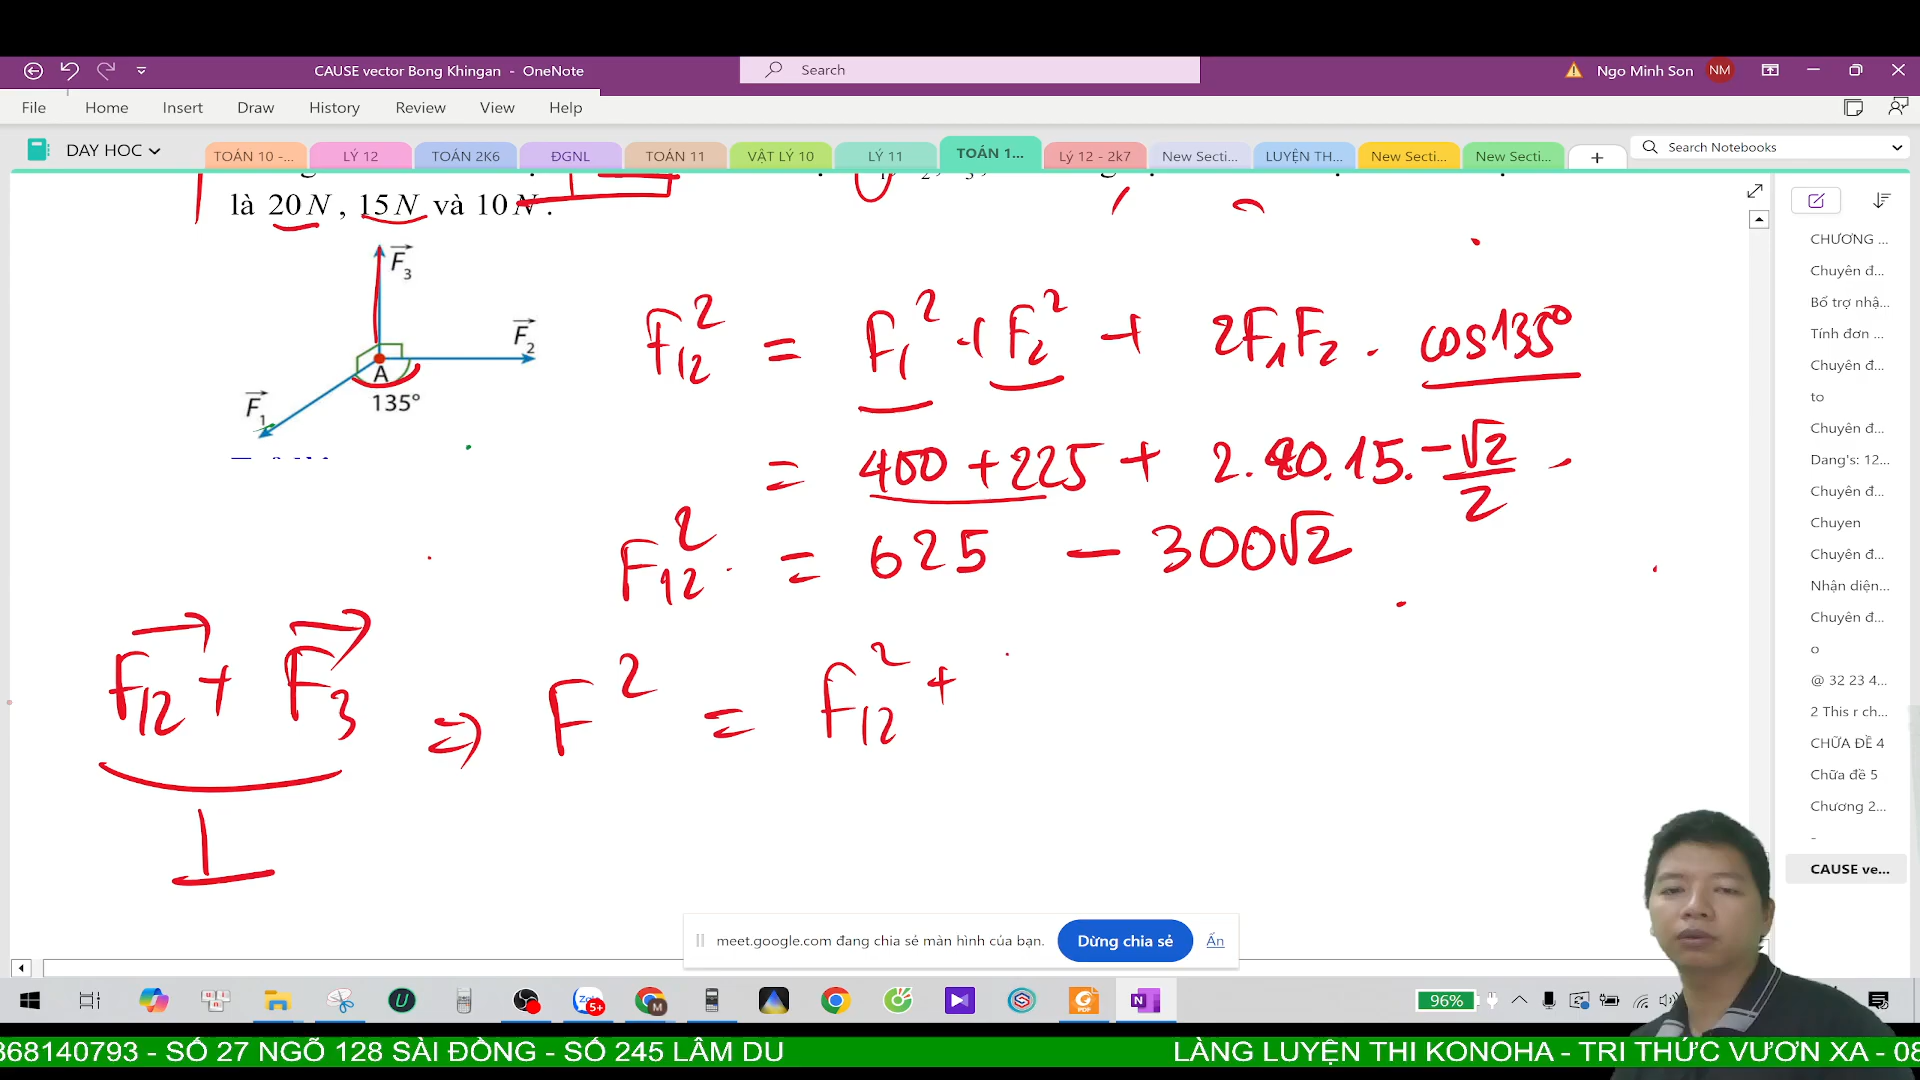 CAUSE vector Bong Khingan - OneNote
Search
Ngo Minh Son NM
File Home Insert Draw History Review View Help
DAY HOC
TOÁN 10 -... LÝ 12 TOÁN 2K6 ĐGNL TOÁN 11 VẬT LÝ 10 LÝ 11 TOÁN 1... Lý 12 - 2k7 New Secti... LUYỆN TH... New Secti... New Secti... +
Search Notebooks
là 20N, 15N và 10N.
F₃
F₂
A
F₁
135°
F₁₂² = F₁² + F₂² + 2F₁F₂ . cos135°
= 400 + 225 + 2.20.15. -√2/2
F₁₂² = 625 - 300√2
F₁₂ + F₃ => F² = F₁₂² +
⊥
CHƯƠNG ...
Chuyên đ...
Bổ trợ nhậ...
Tính đơn ...
Chuyên đ...
to
Chuyên đ...
Dang's: 12...
Chuyên đ...
Chuyen
Chuyên đ...
Nhận diện...
Chuyên đ...
o
@ 32 23 4...
2 This r ch...
CHỮA ĐỀ 4
Chữa đề 5
Chương 2...
-
CAUSE ve...
meet.google.com đang chia sẻ màn hình của bạn. Dừng chia sẻ Ẩn
96%
868140793 - SỐ 27 NGÕ 128 SÀI ĐỒNG - SỐ 245 LÂM DU LÀNG LUYỆN THI KONOHA - TRI THỨC VƯƠN XA - 08